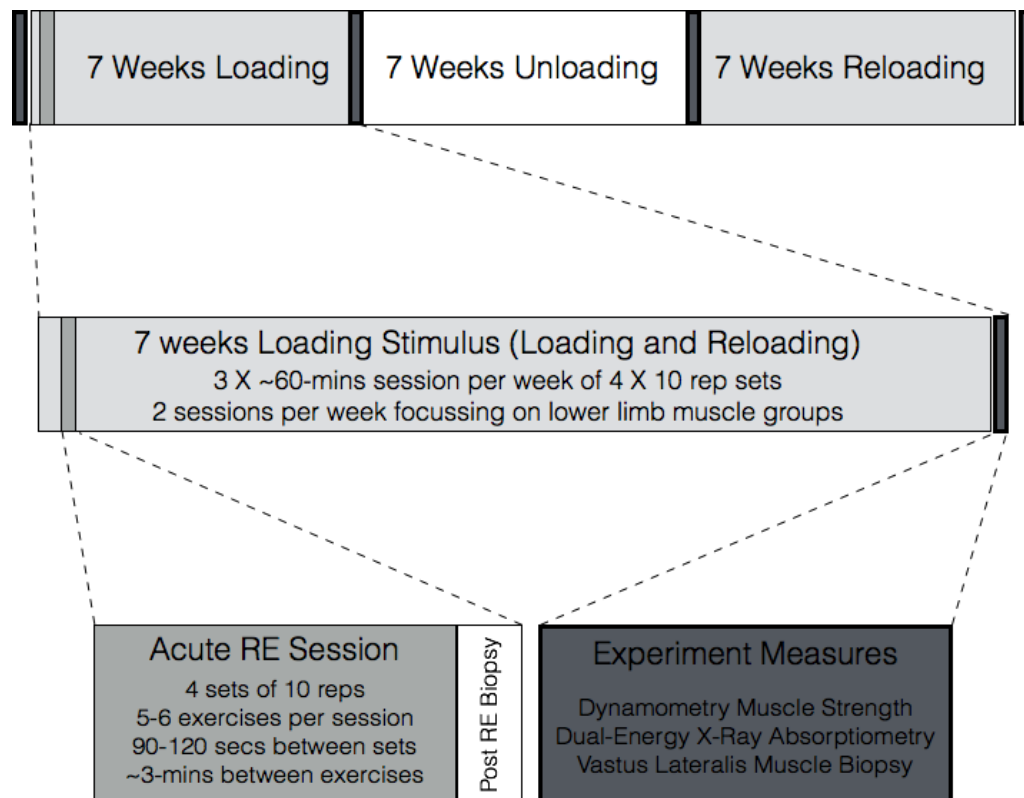 7 Weeks Loading
7 Weeks Unloading
7 Weeks Reloading
7 weeks Loading Stimulus (Loading and Reloading)
3 X ~60-mins session per week of 4 X 10 rep sets
2 sessions per week focussing on lower limb muscle groups
Acute RE Session
4 sets of 10 reps
5-6 exercises per session
90-120 secs between sets
~3-mins between exercises
Post RE Biopsy
Experiment Measures
Dynamometry Muscle Strength
Dual-Energy X-Ray Absorptiometry
Vastus Lateralis Muscle Biopsy